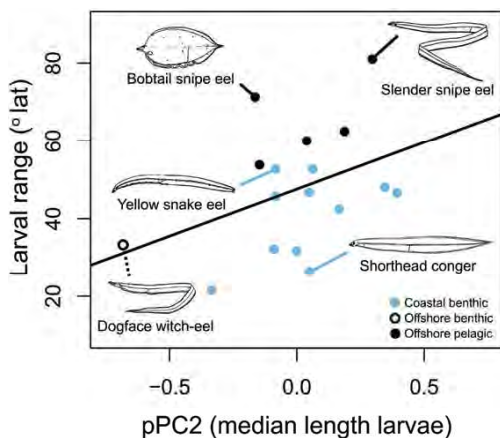 Larval range (° lat)
80
60
40
20
Bobtail snipe eel
Slender snipe eel
Yellow snake eel
Shorthead conger
Dogface witch-eel
Coastal benthic
Offshore benthic
Offshore pelagic
−0.5
0.0
0.5
pPC2 (median length larvae)